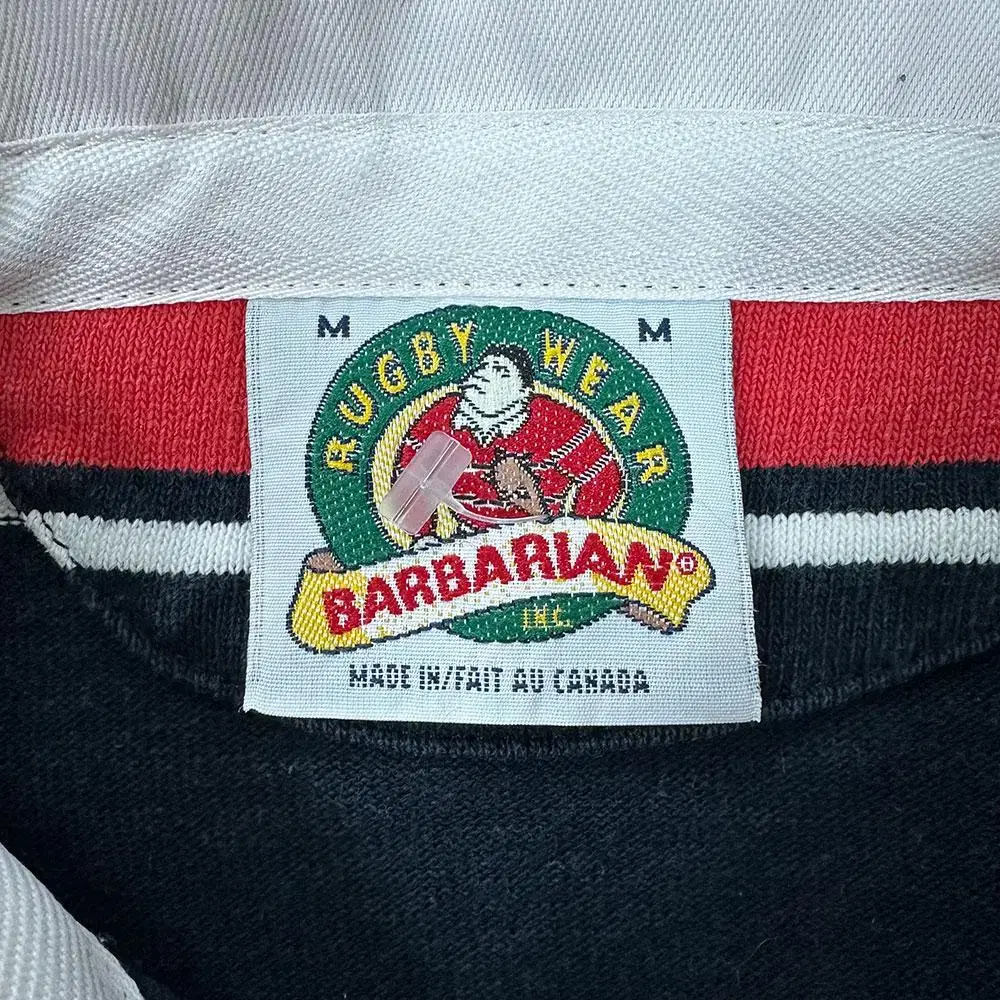 M M
RUGBY WEAR
BARBARIAN®
INC.
MADE IN/FAIT AU CANADA